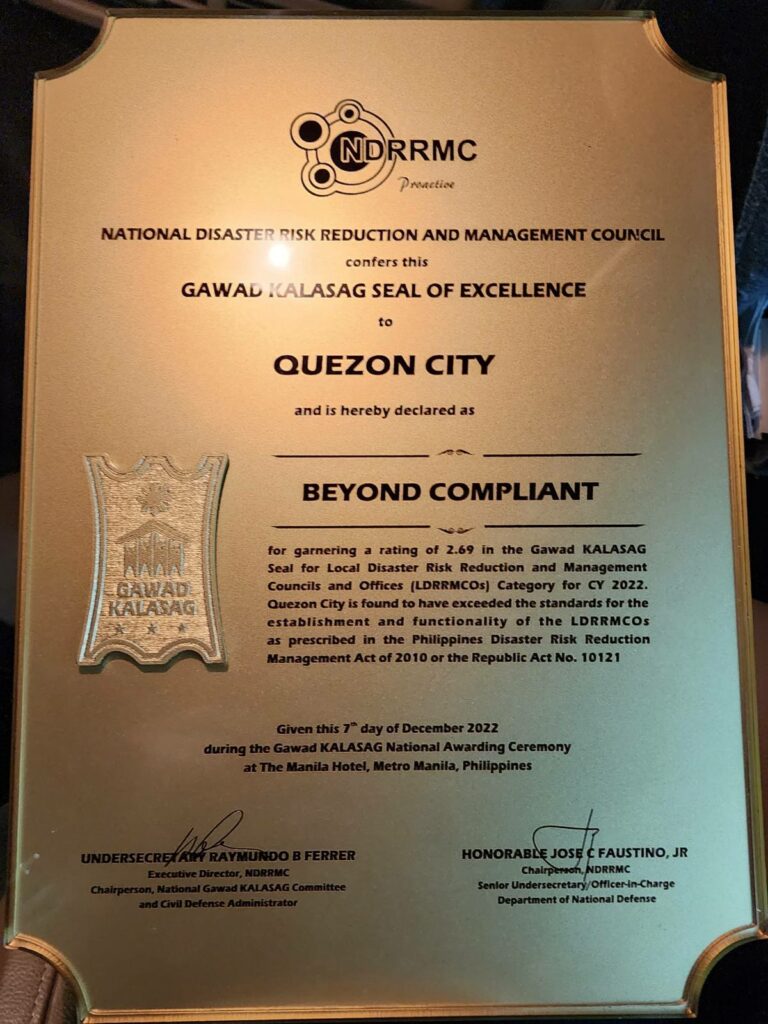 NDRRMC
Proactive
NATIONAL DISASTER RISK REDUCTION AND MANAGEMENT COUNCIL
confers this
GAWAD KALASAG SEAL OF EXCELLENCE
to
QUEZON CITY
and is hereby declared as
BEYOND COMPLIANT
for garnering a rating of 2.69 in the Gawad KALASAG
Seal for Local Disaster Risk Reduction and Management
Councils and Offices (LDRRMCOs) Category for CY 2022.
Quezon City is found to have exceeded the standards for the
establishment and functionality of the LDRRMCOs
as prescribed in the Philippines Disaster Risk Reduction
Management Act of 2010 or the Republic Act No. 10121
GAWAD
KALASAG
Given this 7th day of December 2022
during the Gawad KALASAG National Awarding Ceremony
at The Manila Hotel, Metro Manila, Philippines
UNDERSECRETARY RAYMUNDO B FERRER
Executive Director, NDRRMC
Chairperson, National Gawad KALASAG Committee
and Civil Defense Administrator
HONORABLE JOSE C FAUSTINO, JR
Chairperson, NDRRMC
Senior Undersecretary/Officer-in-Charge
Department of National Defense